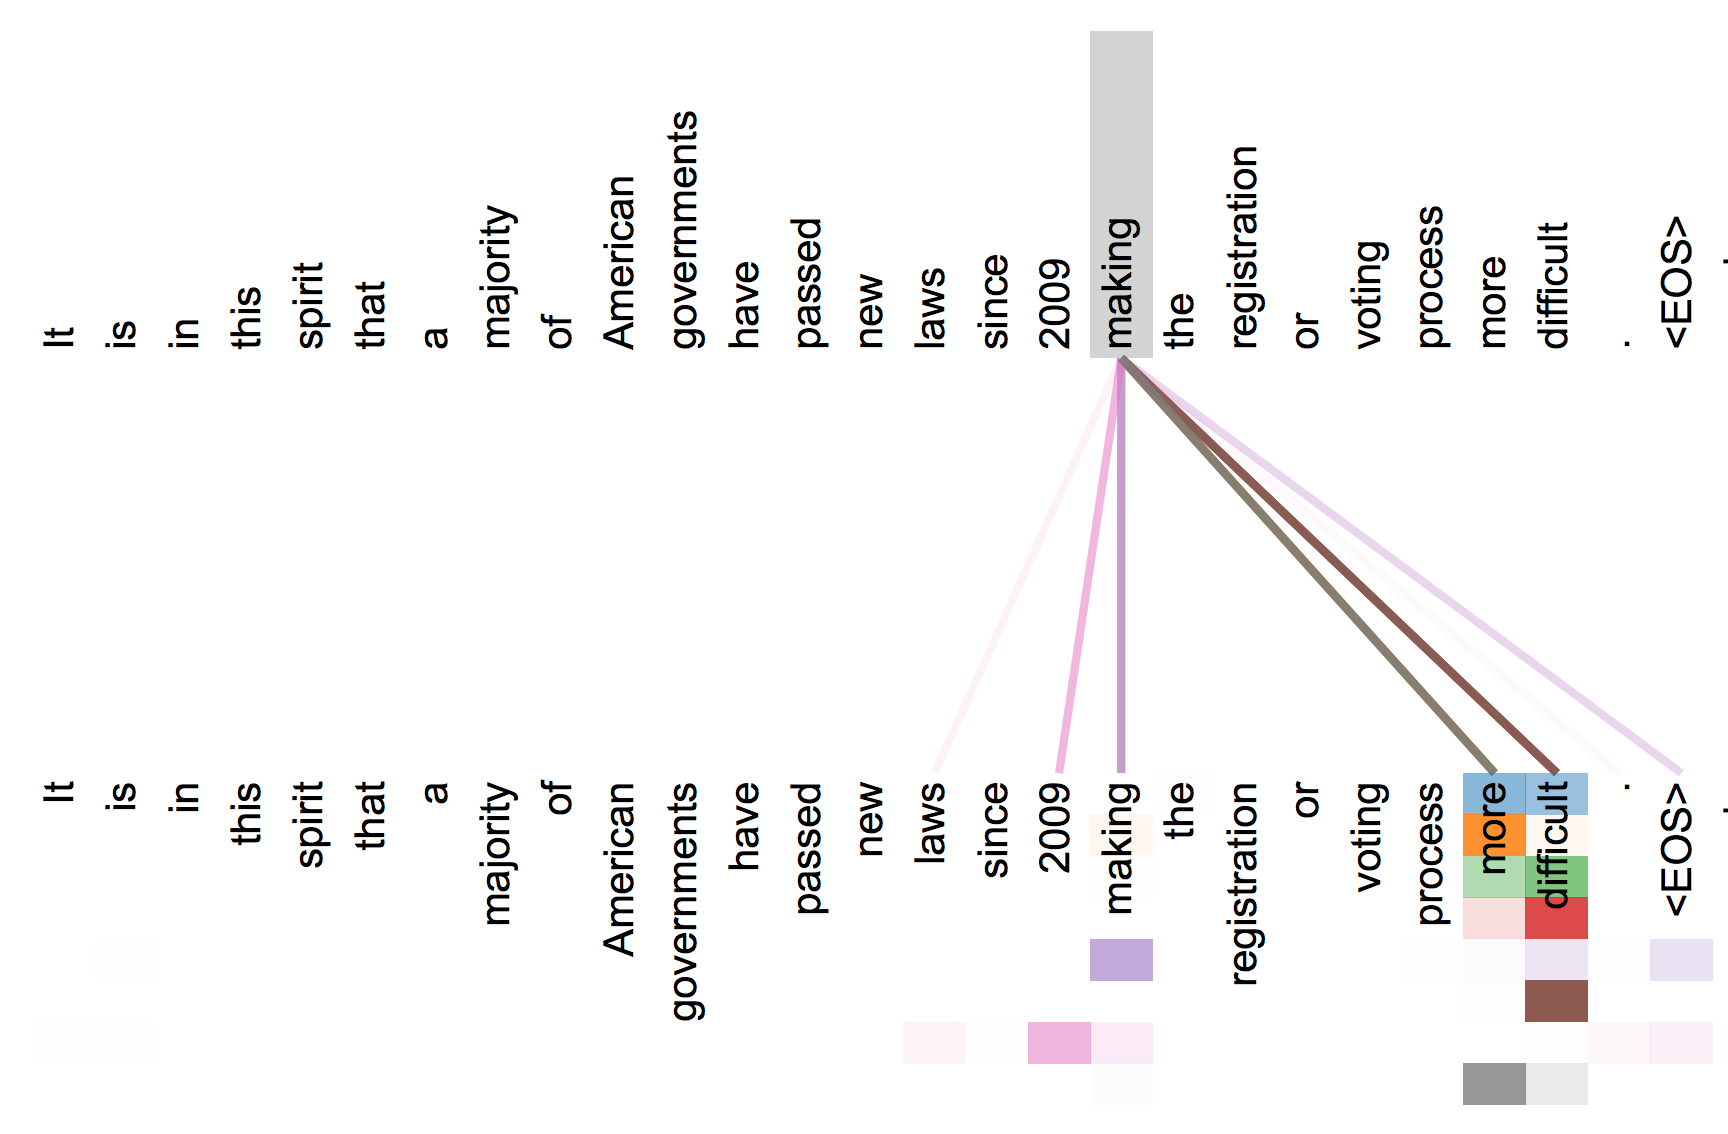 It is in this spirit that a majority of American governments have passed new laws since 2009 making the registration or voting process more difficult . <EOS>
It is in this spirit that a majority of American governments have passed new laws since 2009 making the registration or voting process more difficult . <EOS>